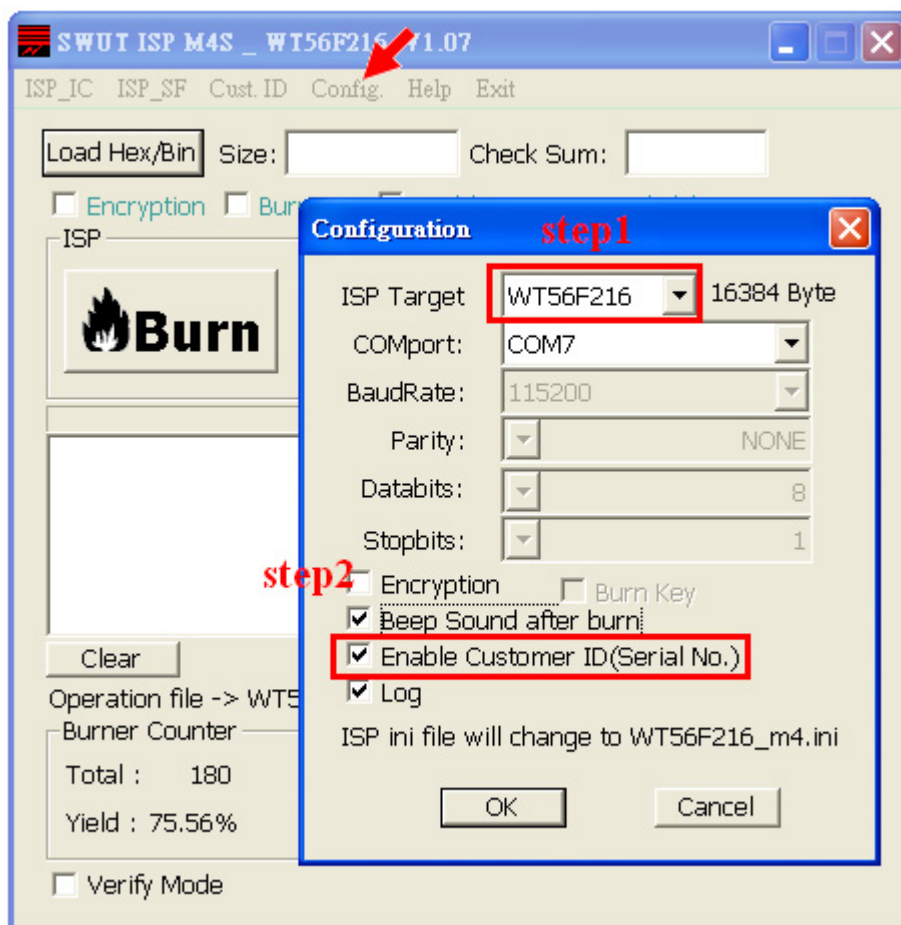 SWUT ISP M4S _ WT56F216 V1.07
ISP_IC ISP_SF Cust. ID Config. Help Exit
Load Hex/Bin Size: Check Sum:
Encryption
ISP
Burn
Configuration step1
ISP Target WT56F216 16384 Byte
COMport: COM7
BaudRate: 115200
Parity: NONE
Databits: 8
Stopbits: 1
step2 Encryption Burn Key
Beep Sound after burn
Enable Customer ID(Serial No.)
Log
ISP ini file will change to WT56F216_m4.ini
OK Cancel
Clear
Operation file -> WT5
Burner Counter
Total : 180
Yield : 75.56%
Verify Mode